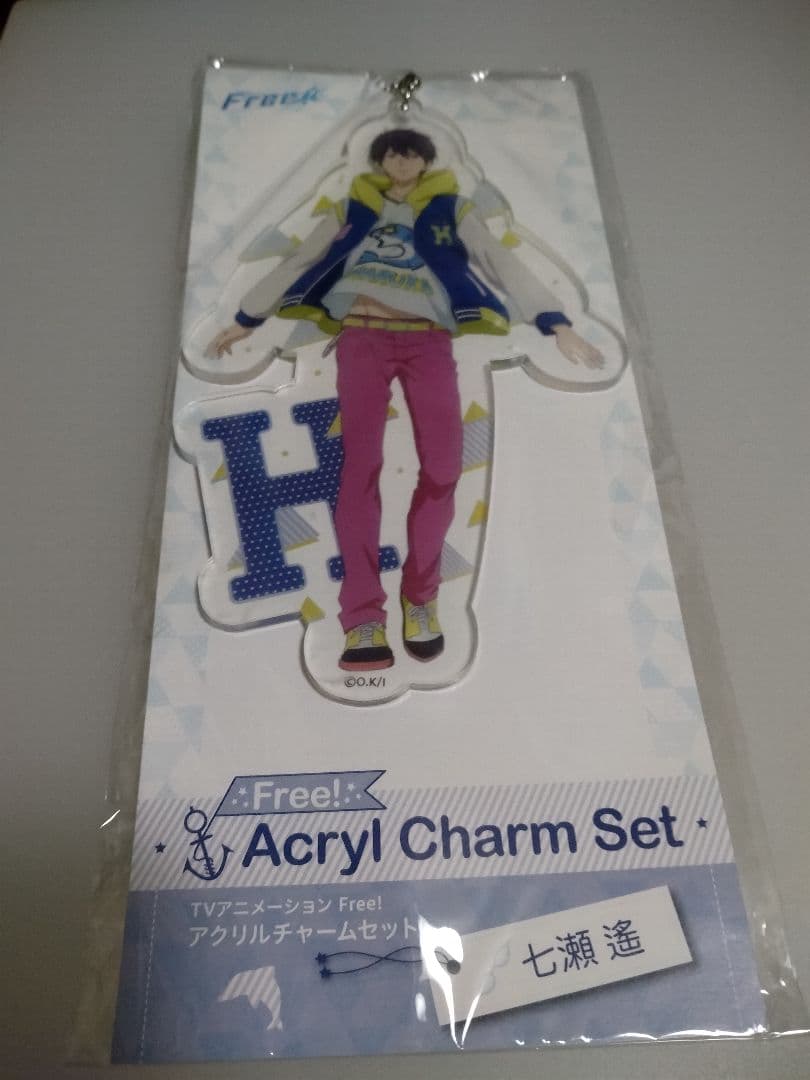 Free!
H
HARUKA
H
©O.K/I
Free!
Acryl Charm Set
TVアニメーション Free!
アクリルチャームセット
七瀬 遙